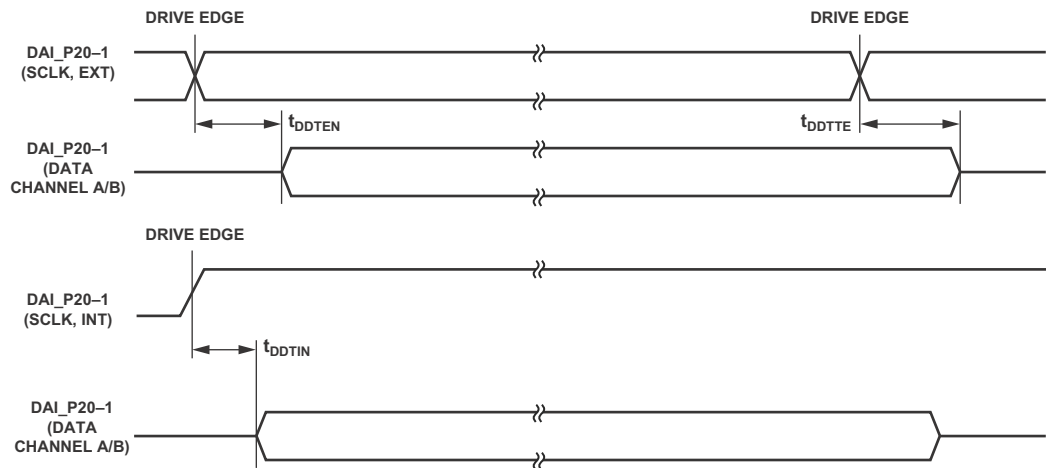 DRIVE EDGE
DRIVE EDGE
DAI_P20–1
(SCLK, EXT)
tDDTEN
tDDTTE
DAI_P20–1
(DATA
CHANNEL A/B)
DRIVE EDGE
DAI_P20–1
(SCLK, INT)
tDDTIN
DAI_P20–1
(DATA
CHANNEL A/B)